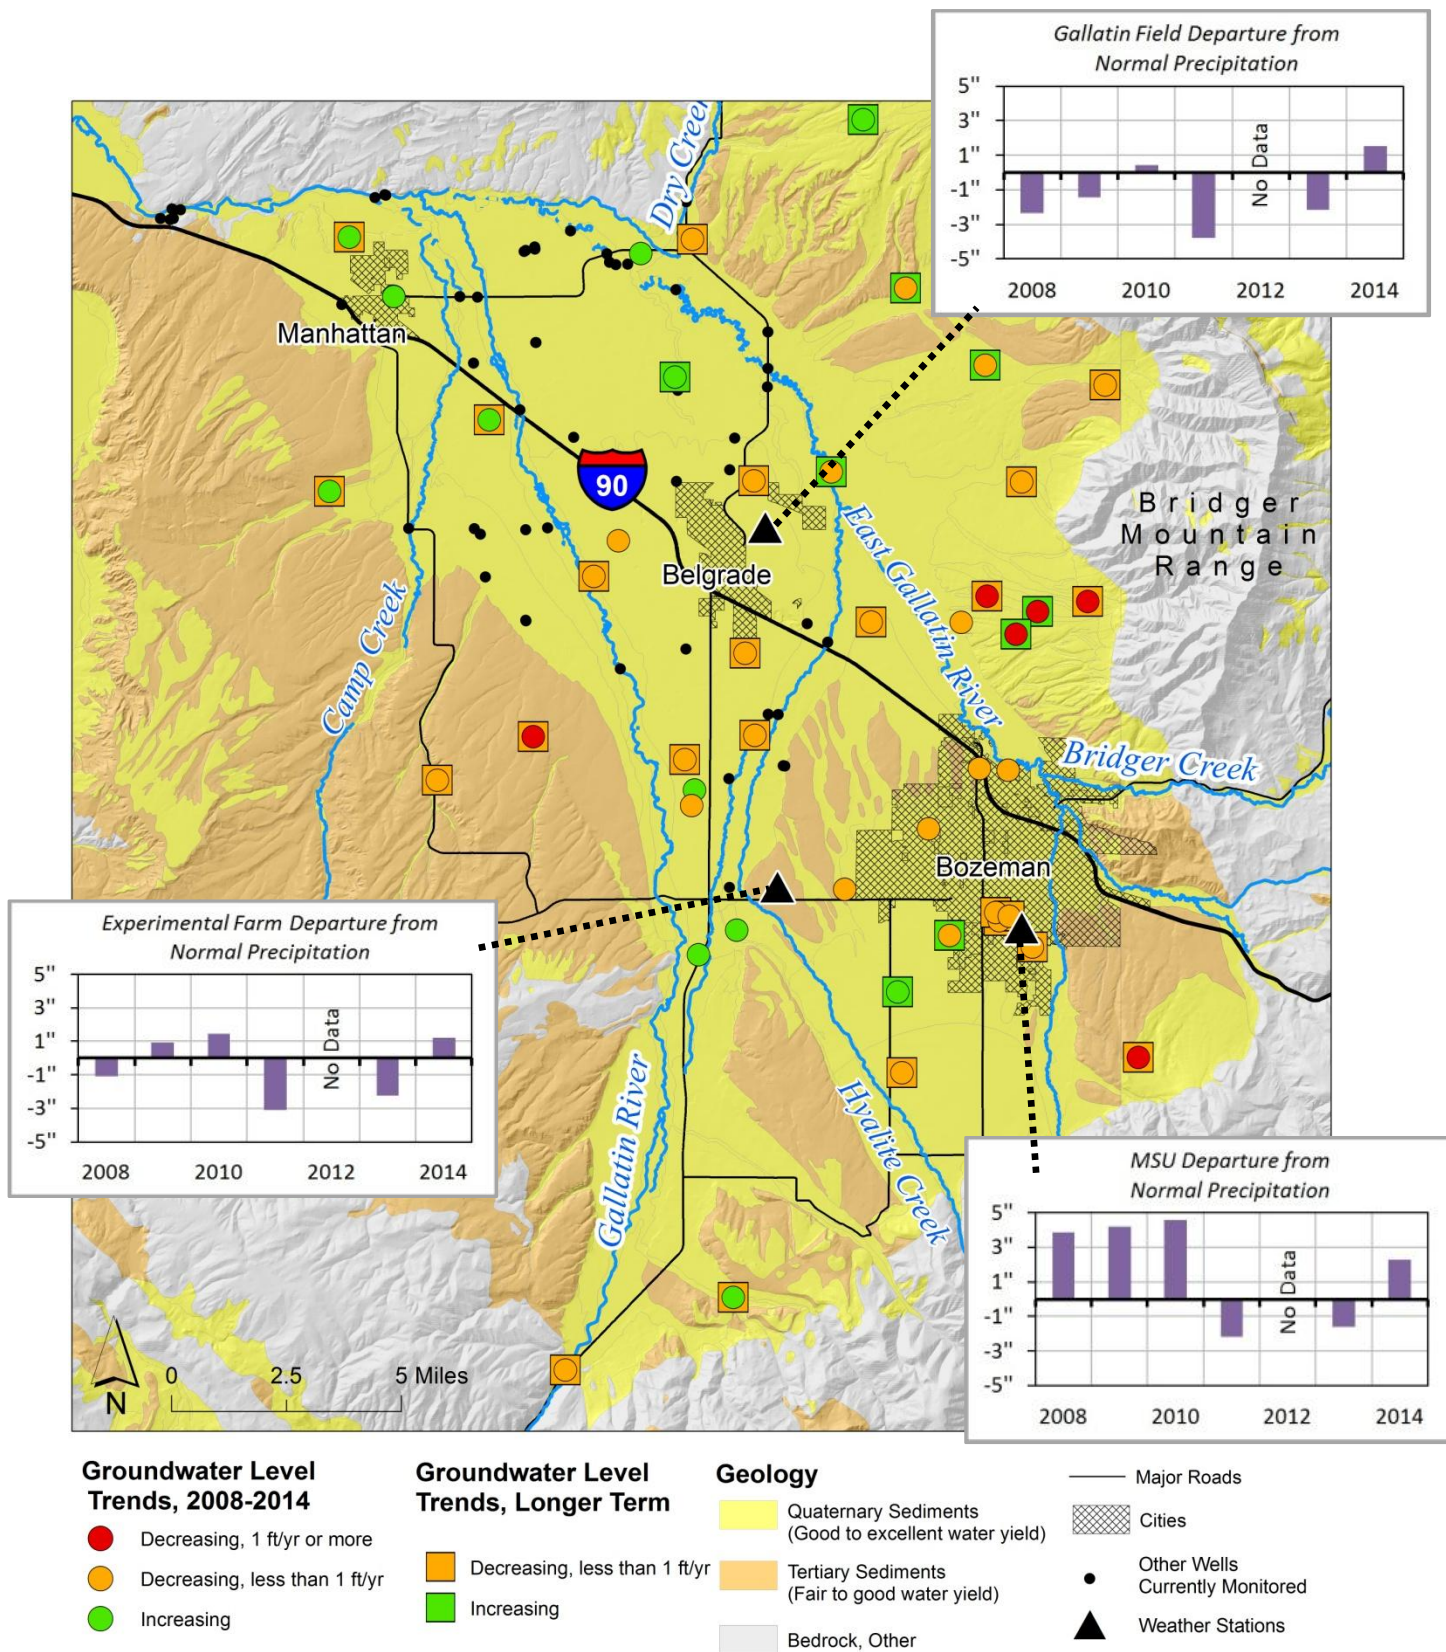 Gallatin Field Departure from
Normal Precipitation
5"
3"
1"
-1"
-3"
-5"
No Data
2008
2010
2012
2014
Dry Creek
Manhattan
90
Belgrade
Bridger
Mountain
Range
East Gallatin River
Camp Creek
Bridger Creek
Bozeman
Experimental Farm Departure from
Normal Precipitation
5"
3"
1"
-1"
-3"
-5"
No Data
2008
2010
2012
2014
Gallatin River
Hyalite Creek
MSU Departure from
Normal Precipitation
5"
3"
1"
-1"
-3"
-5"
No Data
2008
2010
2012
2014
N
0
2.5
5 Miles
Groundwater Level
Trends, 2008-2014
Decreasing, 1 ft/yr or more
Decreasing, less than 1 ft/yr
Increasing
Groundwater Level
Trends, Longer Term
Decreasing, less than 1 ft/yr
Increasing
Geology
Quaternary Sediments
(Good to excellent water yield)
Tertiary Sediments
(Fair to good water yield)
Bedrock, Other
Major Roads
Cities
Other Wells
Currently Monitored
Weather Stations